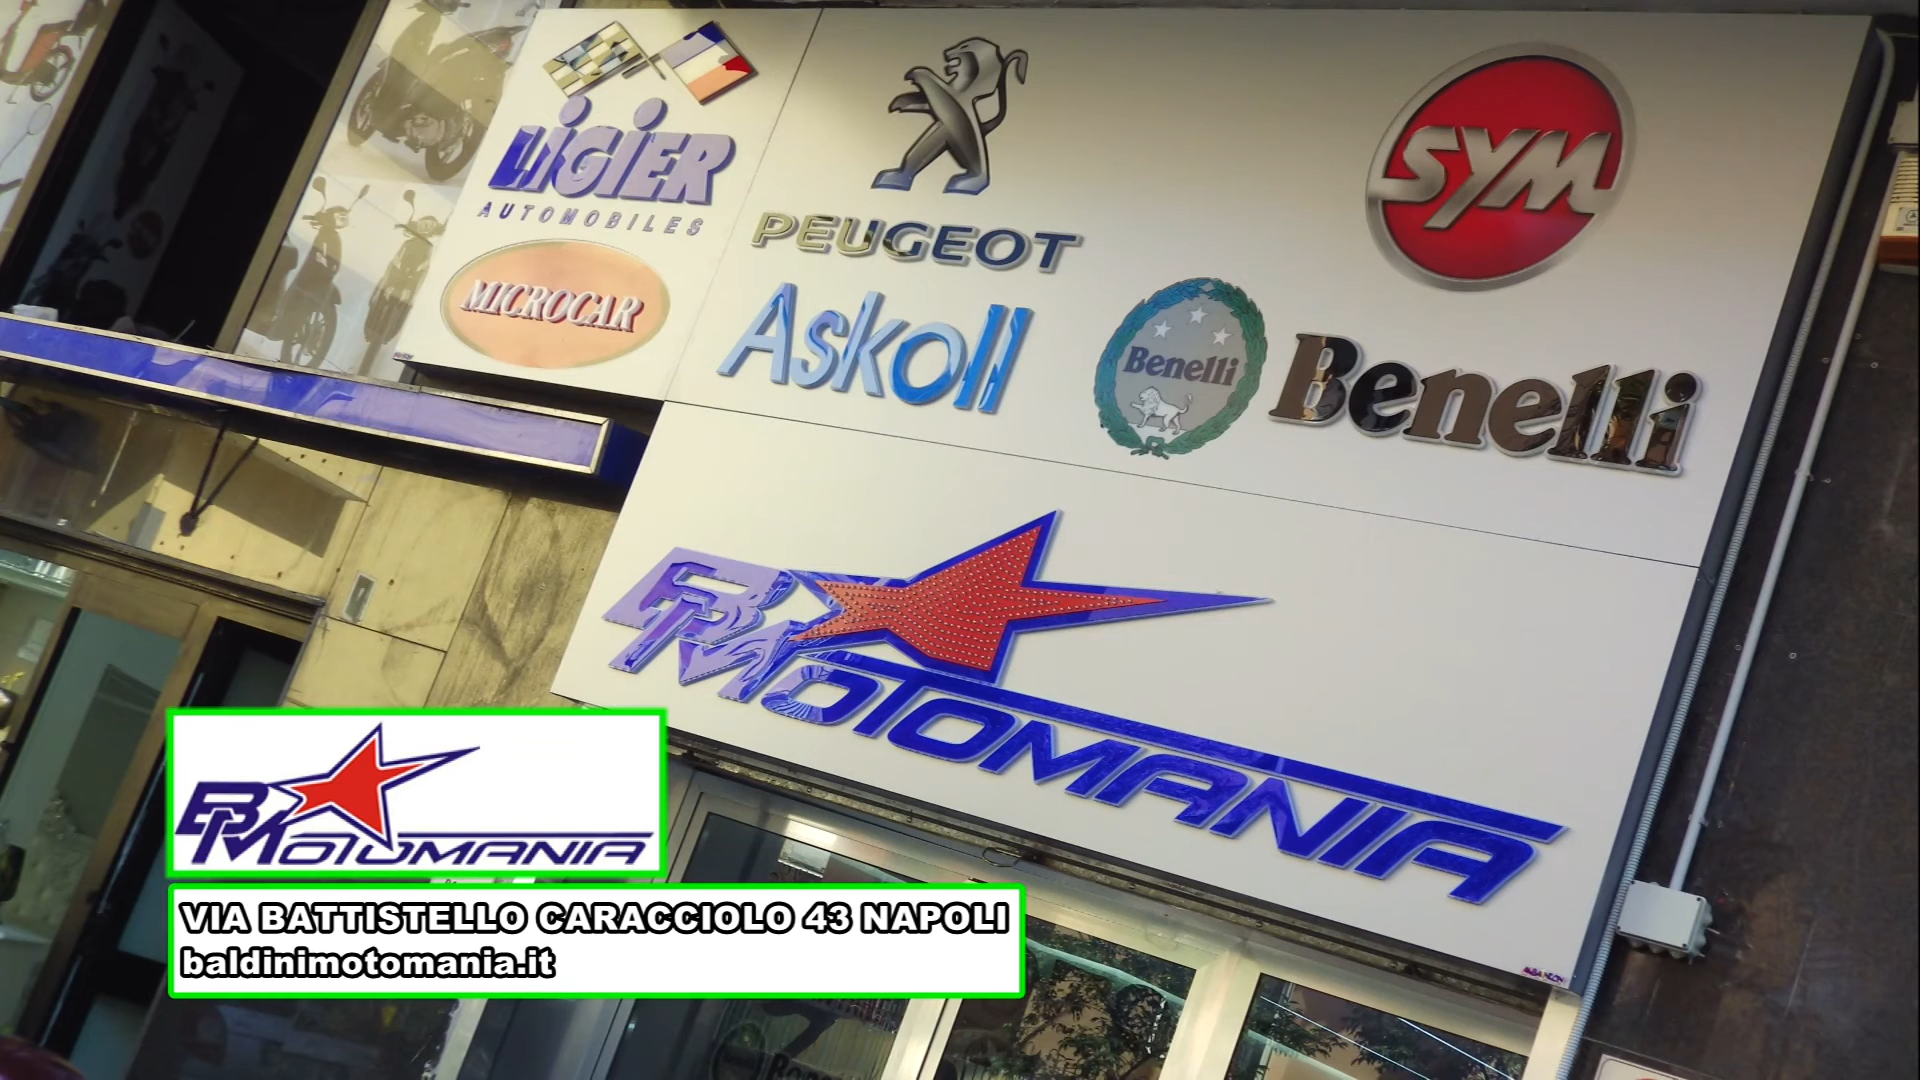 LIGIER
AUTOMOBILES
MICROCAR
PEUGEOT
Askoll
SYM
Benelli
Benelli
BM MOTOMANIA
BM MOTOMANIA
VIA BATTISTELLO CARACCIOLO 43 NAPOLI
baldinimotomania.it